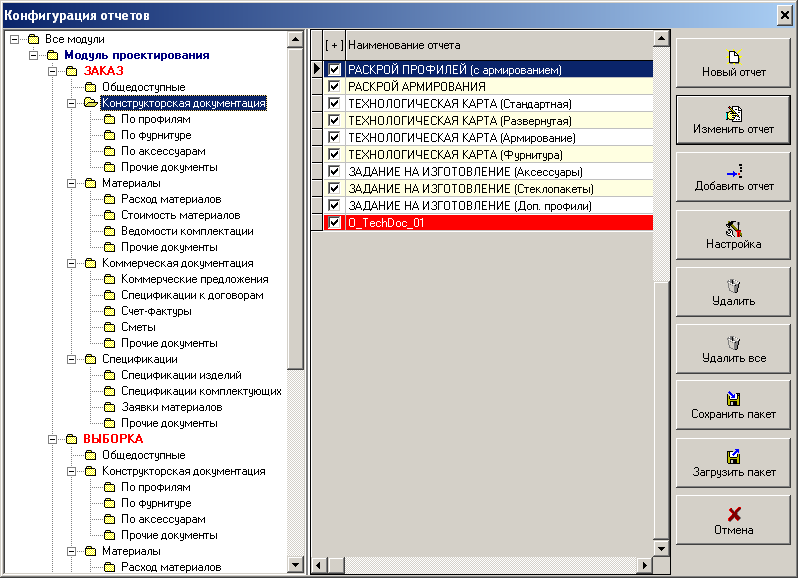 Конфигурация отчетов
Все модули
Модуль проектирования
ЗАКАЗ
Общедоступные
Конструкторская документация
По профилям
По фурнитуре
По аксессуарам
Прочие документы
Материалы
Расход материалов
Стоимость материалов
Ведомости комплектации
Прочие документы
Коммерческая документация
Коммерческие предложения
Спецификации к договорам
Счет-фактуры
Сметы
Прочие документы
Спецификации
Спецификации изделий
Спецификации комплектующих
Заявки материалов
Прочие документы
ВЫБОРКА
Общедоступные
Конструкторская документация
По профилям
По фурнитуре
По аксессуарам
Прочие документы
Материалы
Расход материалов
[+] Наименование отчета
РАСКРОЙ ПРОФИЛЕЙ (с армированием)
РАСКРОЙ АРМИРОВАНИЯ
ТЕХНОЛОГИЧЕСКАЯ КАРТА (Стандартная)
ТЕХНОЛОГИЧЕСКАЯ КАРТА (Развернутая)
ТЕХНОЛОГИЧЕСКАЯ КАРТА (Армирование)
ТЕХНОЛОГИЧЕСКАЯ КАРТА (Фурнитура)
ЗАДАНИЕ НА ИЗГОТОВЛЕНИЕ (Аксессуары)
ЗАДАНИЕ НА ИЗГОТОВЛЕНИЕ (Стеклопакеты)
ЗАДАНИЕ НА ИЗГОТОВЛЕНИЕ (Доп. профили)
O_TechDoc_01
Новый отчет
Изменить отчет
Добавить отчет
Настройка
Удалить
Удалить все
Сохранить пакет
Загрузить пакет
Отмена